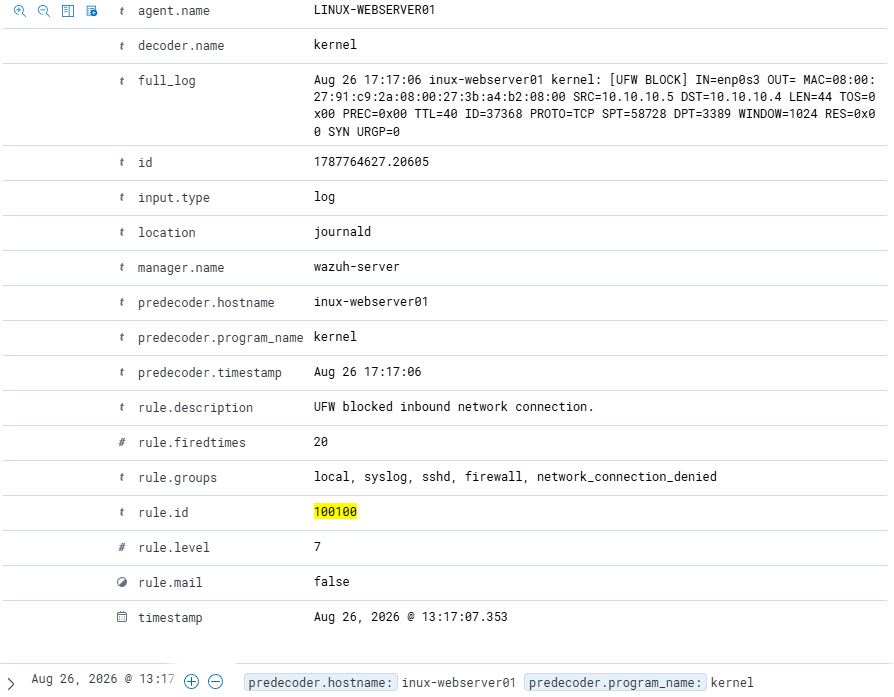 t agent.name LINUX-WEBSERVER01
t decoder.name kernel
t full_log Aug 26 17:17:06 inux-webserver01 kernel: [UFW BLOCK] IN=enp0s3 OUT= MAC=08:00:
27:91:c9:2a:08:00:27:3b:a4:b2:08:00 SRC=10.10.10.5 DST=10.10.10.4 LEN=44 TOS=0
x00 PREC=0x00 TTL=40 ID=37368 PROTO=TCP SPT=58728 DPT=3389 WINDOW=1024 RES=0x0
0 SYN URGP=0
t id 1787764627.20605
t input.type log
t location journald
t manager.name wazuh-server
t predecoder.hostname inux-webserver01
t predecoder.program_name kernel
t predecoder.timestamp Aug 26 17:17:06
t rule.description UFW blocked inbound network connection.
# rule.firedtimes 20
t rule.groups local, syslog, sshd, firewall, network_connection_denied
t rule.id 100100
# rule.level 7
rule.mail false
timestamp Aug 26, 2026 @ 13:17:07.353
Aug 26, 2026 @ 13:17 predecoder.hostname: inux-webserver01 predecoder.program_name: kernel